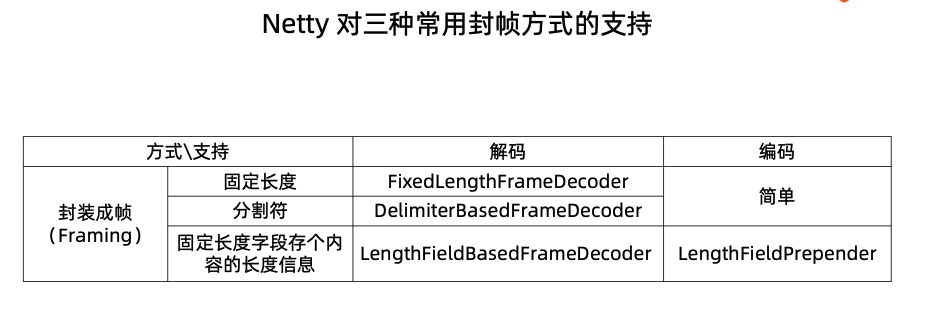 Netty 对三种常用封帧方式的支持
方式\支持
解码
编码
封装成帧
(Framing)
固定长度
FixedLengthFrameDecoder
简单
分割符
DelimiterBasedFrameDecoder
固定长度字段存个内
容的长度信息
LengthFieldBasedFrameDecoder
LengthFieldPrepender